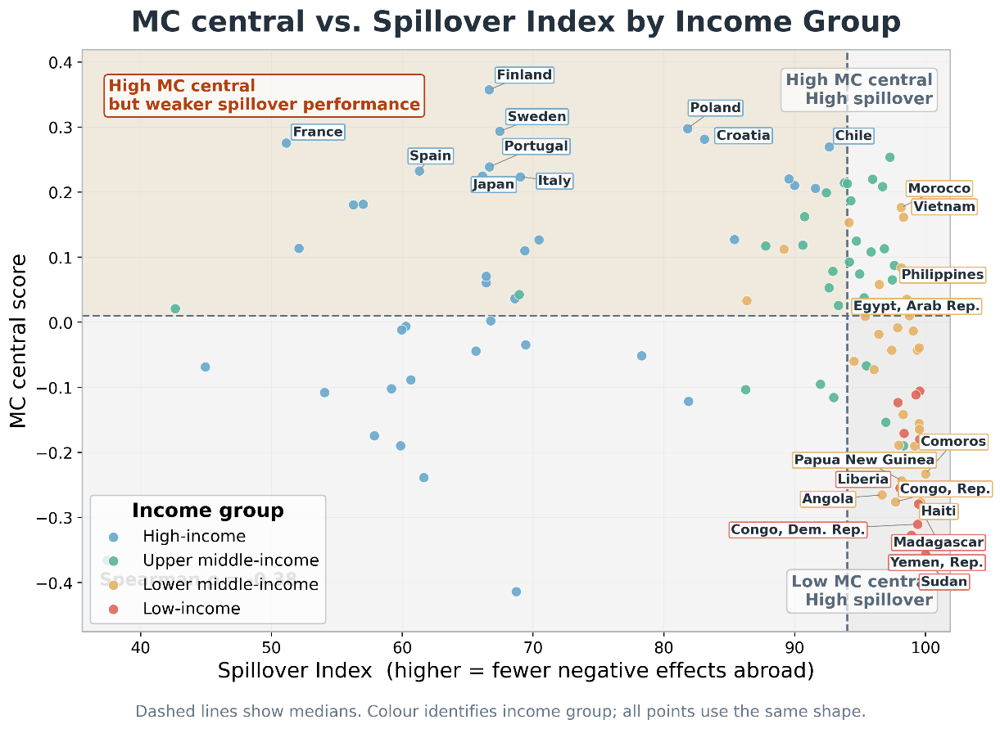 MC central vs. Spillover Index by Income Group
High MC central
but weaker spillover performance
High MC central
High spillover
Finland
Sweden
Poland
Croatia
Chile
France
Spain
Portugal
Japan
Italy
Morocco
Vietnam
Philippines
Egypt, Arab Rep.
Comoros
Papua New Guinea
Liberia
Congo, Rep.
Angola
Haiti
Congo, Dem. Rep.
Madagascar
Yemen, Rep.
Sudan
Low MC central
High spillover
Income group
High-income
Upper middle-income
Lower middle-income
Low-income
0.4
0.3
0.2
0.1
0.0
−0.1
−0.2
−0.3
−0.4
MC central score
40
50
60
70
80
90
100
Spillover Index (higher = fewer negative effects abroad)
Dashed lines show medians. Colour identifies income group; all points use the same shape.